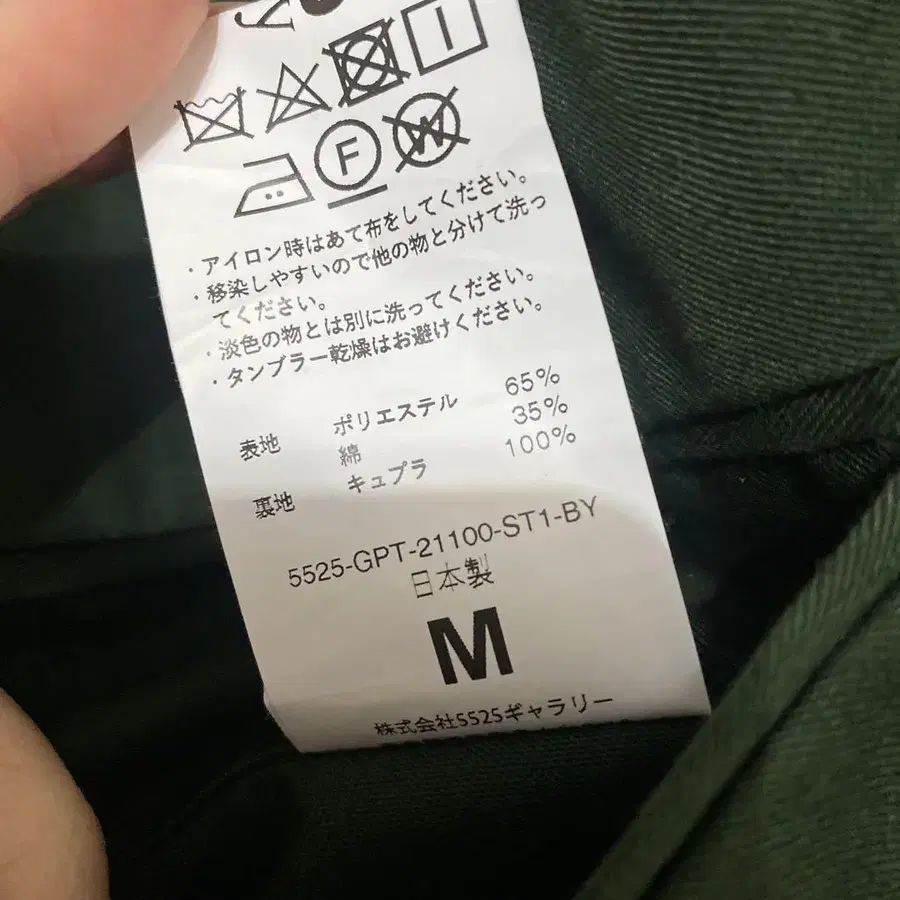 F
W
・アイロン時はあて布をしてください。
・移染しやすいので他の物と分けて洗っ
てください。
・淡色の物とは別に洗ってください。
・タンブラー乾燥はお避けください。
表地 ポリエステル 65%
綿 35%
裏地 キュプラ 100%
5525-GPT-21100-ST1-BY
日本製
M
株式会社5525ギャラリー